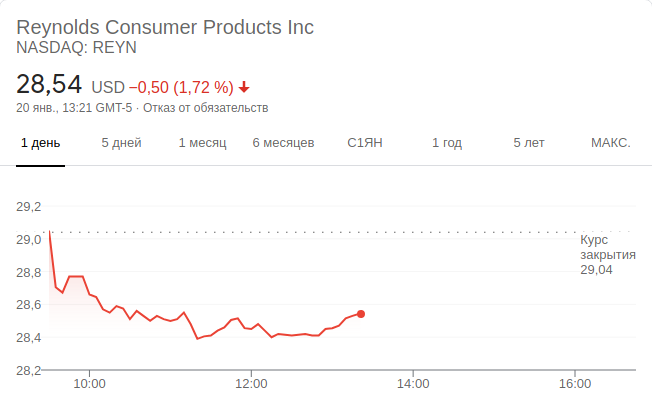 Reynolds Consumer Products Inc
NASDAQ: REYN
28,54 USD −0,50 (1,72 %)
20 янв., 13:21 GMT-5 · Отказ от обязательств
1 день 5 дней 1 месяц 6 месяцев С1ЯН 1 год 5 лет МАКС.
29,2
29,0
Курс
закрытия
29,04
28,8
28,6
28,4
28,2
10:00 12:00 14:00 16:00